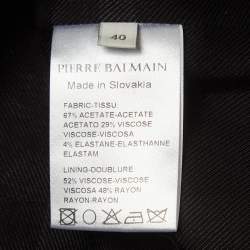 40
PIERRE BALMAIN
Made in Slovakia
FABRIC-TISSU
67% ACETATE-ACETATE
ACETATO 29% VISCOSE
VISCOSE-VISCOSA
4% ELASTANE-ELASTHANNE
ELASTAM
LINING-DOUBLURE
52% VISCOSE-VISCOSE
VISCOSA 48% RAYON
RAYON-RAYON